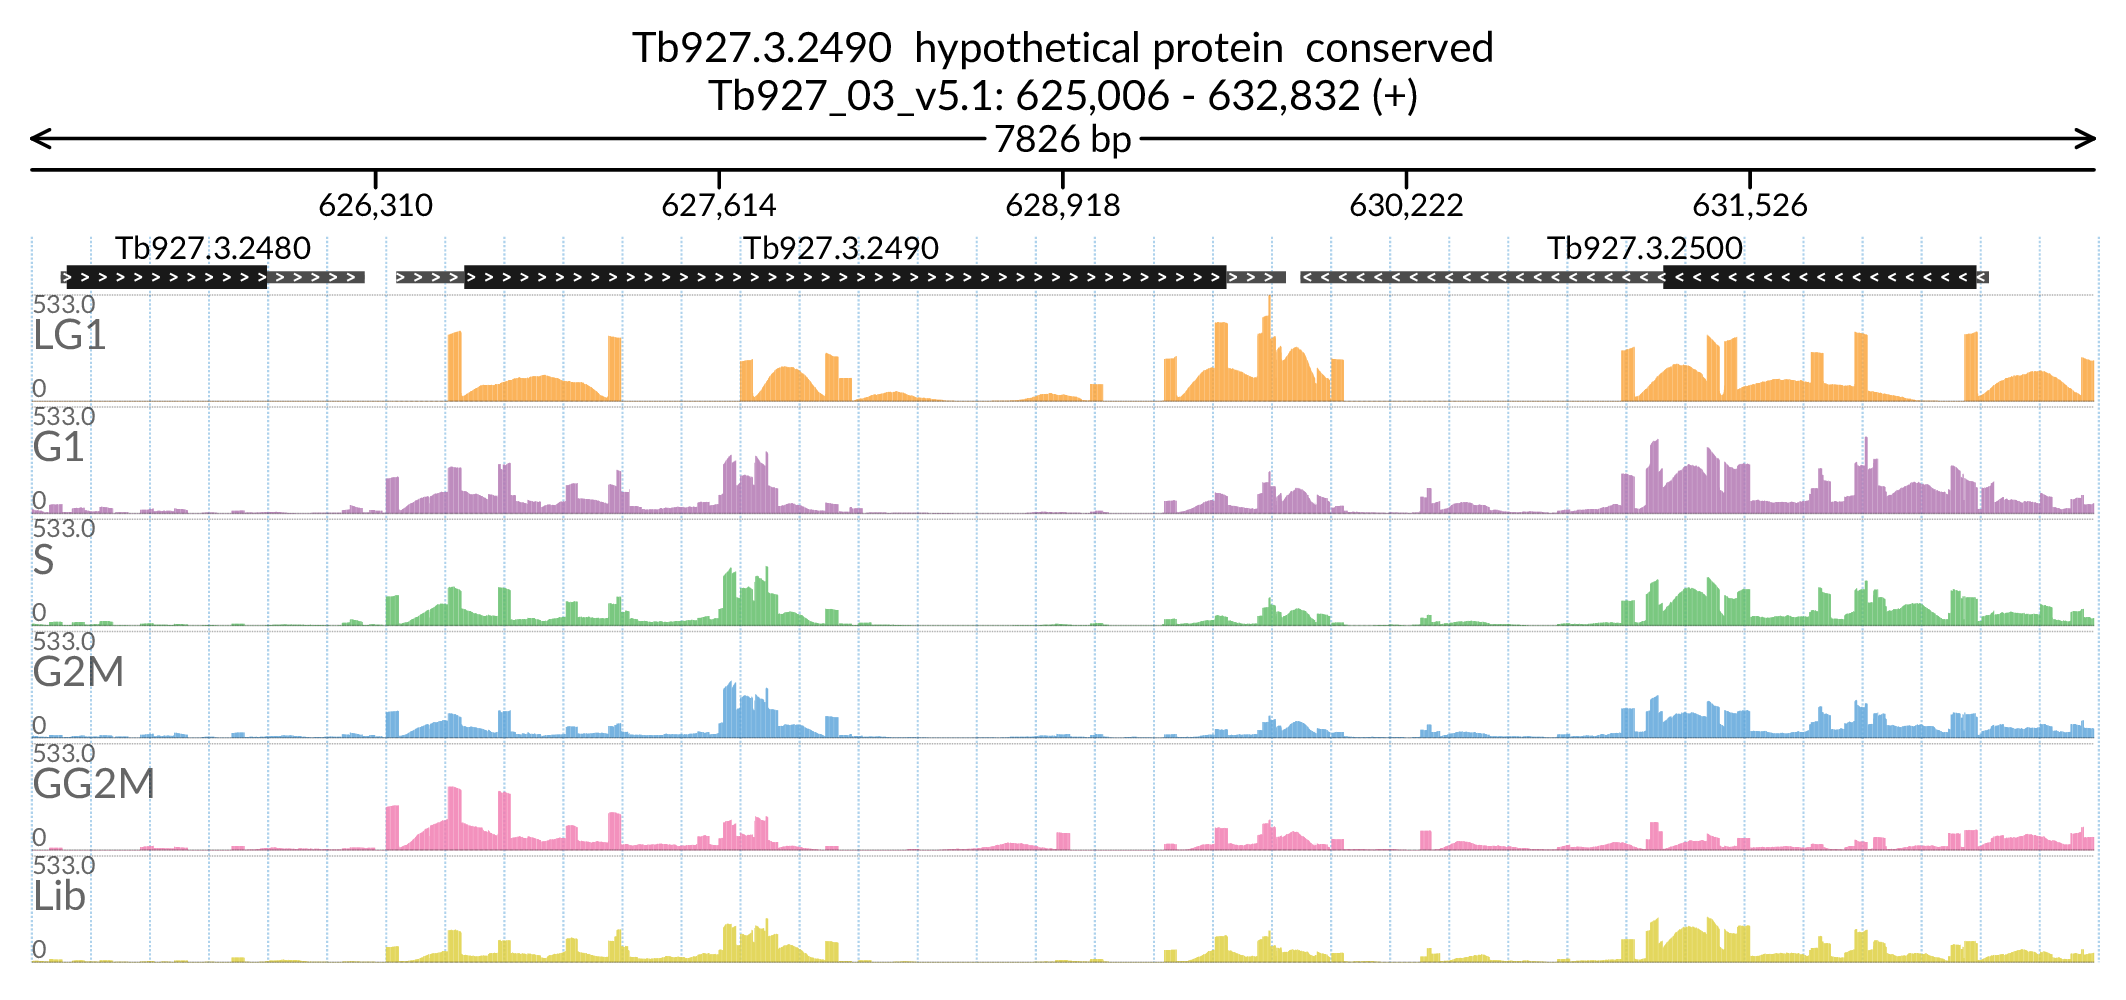 Tb927.3.2490 hypothetical protein conserved
Tb927_03_v5.1: 625,006 - 632,832 (+)
7826 bp
626,310 627,614 628,918 630,222 631,526
Tb927.3.2480 Tb927.3.2490 Tb927.3.2500
533.0
LG1
0
533.0
G1
0
533.0
S
0
533.0
G2M
0
533.0
GG2M
0
533.0
Lib
0